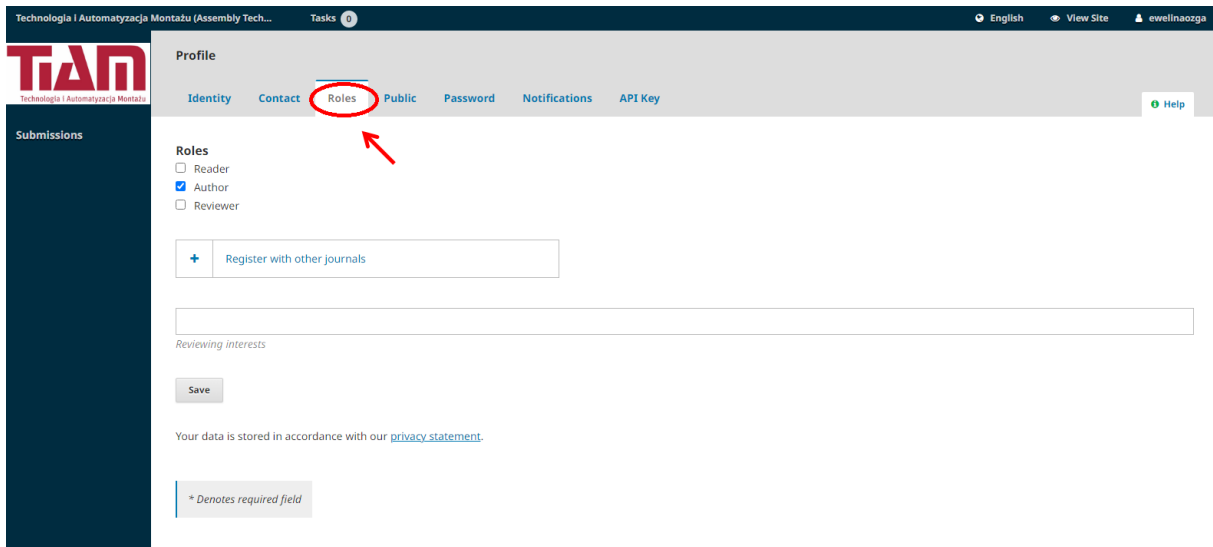 Technologia i Automatyzacja Montażu (Assembly Tech... Tasks 0 English View Site ewelinaozga
TiAM
Technologia i Automatyzacja Montażu
Profile
Identity Contact Roles Public Password Notifications API Key
Help
Submissions
Roles
Reader
Author
Reviewer
+ Register with other journals
Reviewing interests
Save
Your data is stored in accordance with our privacy statement.
* Denotes required field